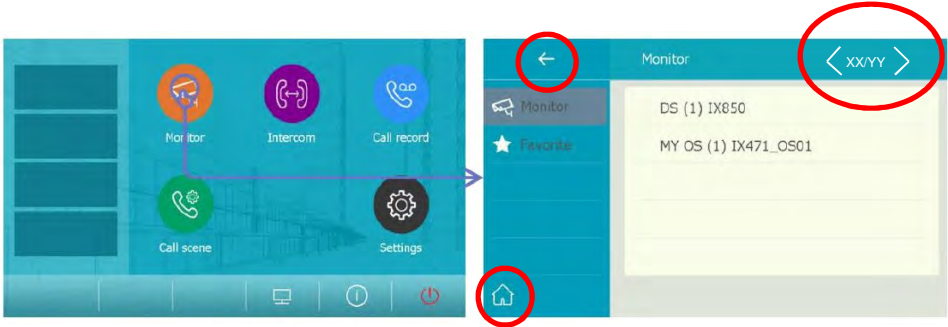 Monitor
Intercom
Call record
Call scene
Settings
Monitor
XX/YY
Monitor
Favorite
DS (1) IX850
MY OS (1) IX471_OS01